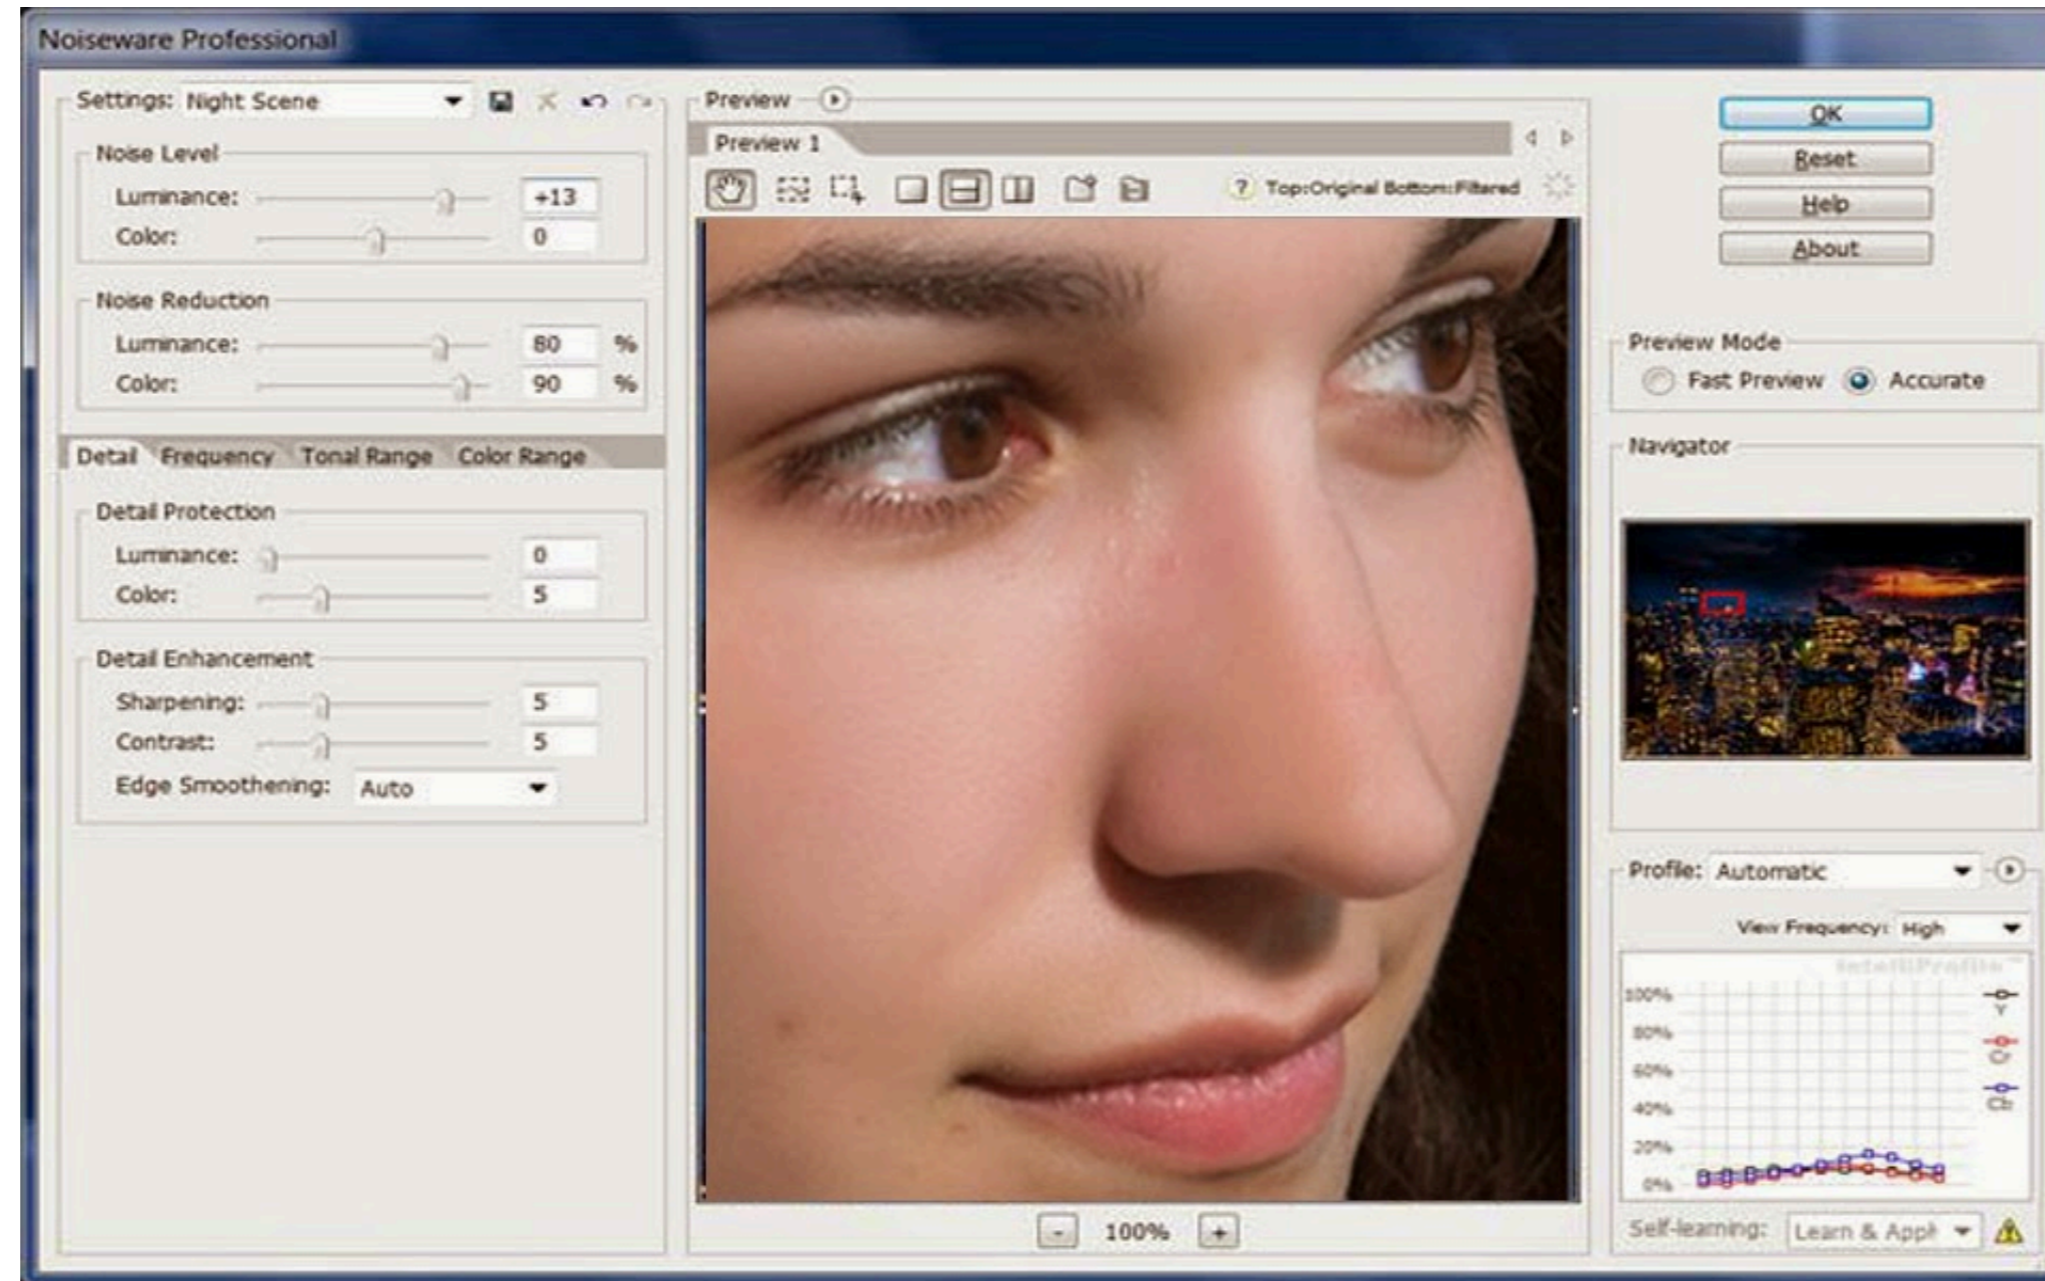 Noiseware Professional
Settings: Night Scene
Noise Level
Luminance: +13
Color: 0
Noise Reduction
Luminance: 80 %
Color: 90 %
Detail Frequency Tonal Range Color Range
Detail Protection
Luminance: 0
Color: 5
Detail Enhancement
Sharpening: 5
Contrast: 5
Edge Smoothening: Auto
Preview
Preview 1
? Top:Original Bottom:Filtered
- 100% +
OK
Reset
Help
About
Preview Mode
Fast Preview Accurate
Navigator
Profile: Automatic
View Frequency: High
IntelliProfile™
100%
80%
60%
40%
20%
0%
Y
Cr
Cb
Self-learning: Learn & Appl